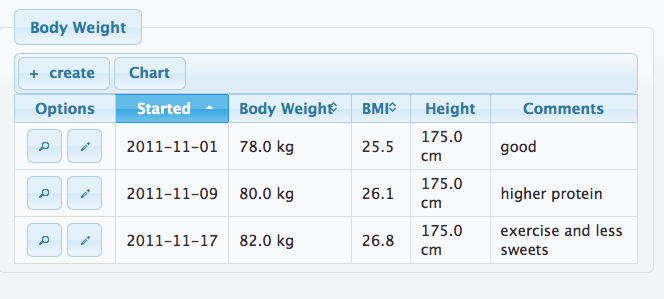 Body Weight
+ create Chart
Options Started Body Weight BMI Height Comments
2011-11-01 78.0 kg 25.5 175.0 cm good
2011-11-09 80.0 kg 26.1 175.0 cm higher protein
2011-11-17 82.0 kg 26.8 175.0 cm exercise and less sweets